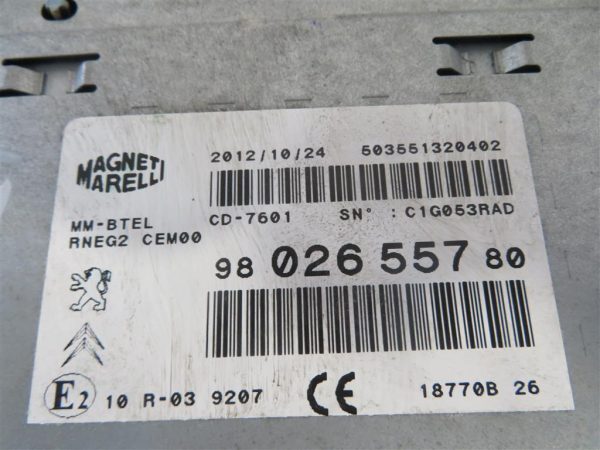 MAGNETI MARELLI
2012/10/24 503551320402
MM-BTEL CD-7601 SN° : C1G053RAD
RNEG2 CEM00
98 026 557 80
E2 10 R-03 9207 CE 18770B 26